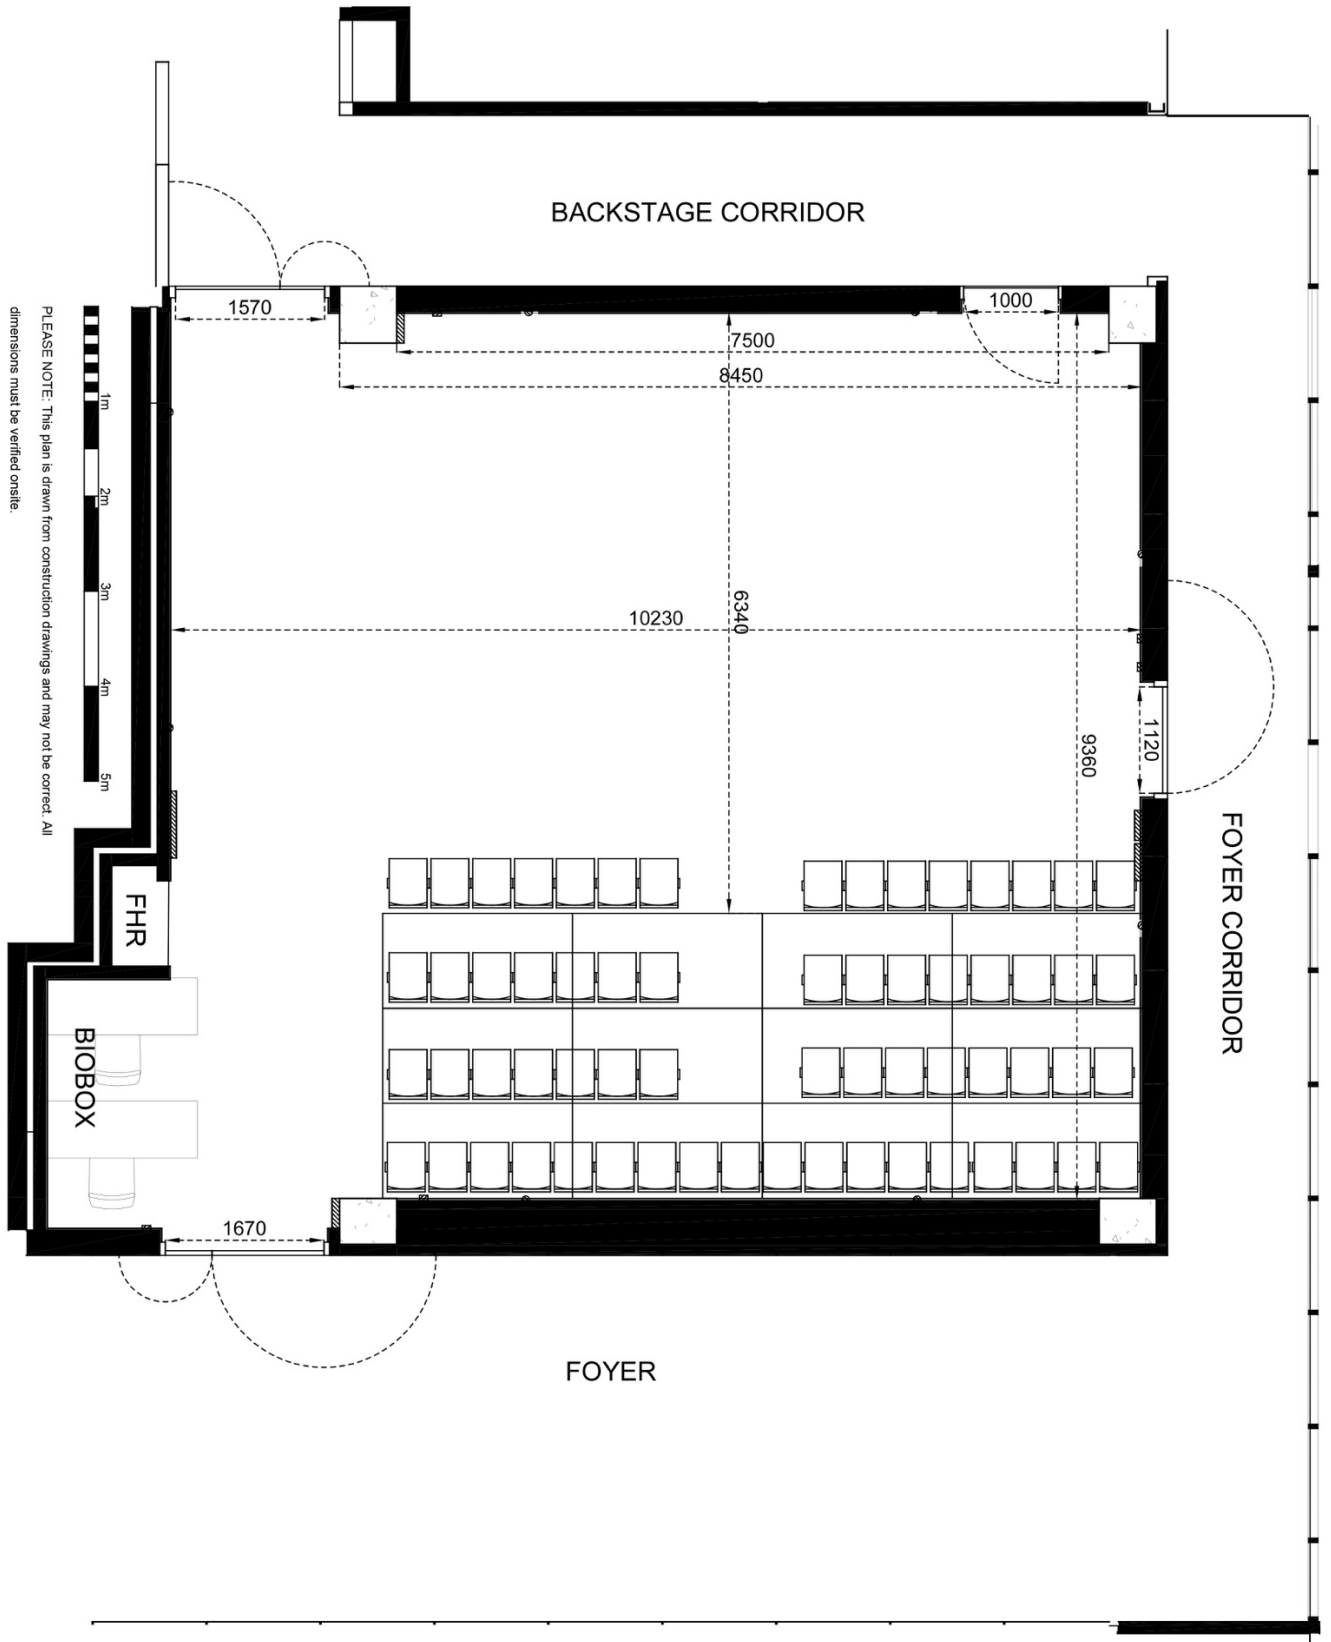 BACKSTAGE CORRIDOR
1570
1000
7500
8450
6340
10230
9360
1120
FOYER CORRIDOR
1m
2m
3m
4m
5m
PLEASE NOTE: This plan is drawn from construction drawings and may not be correct. All
dimensions must be verified onsite.
FHR
BIOBOX
1670
FOYER